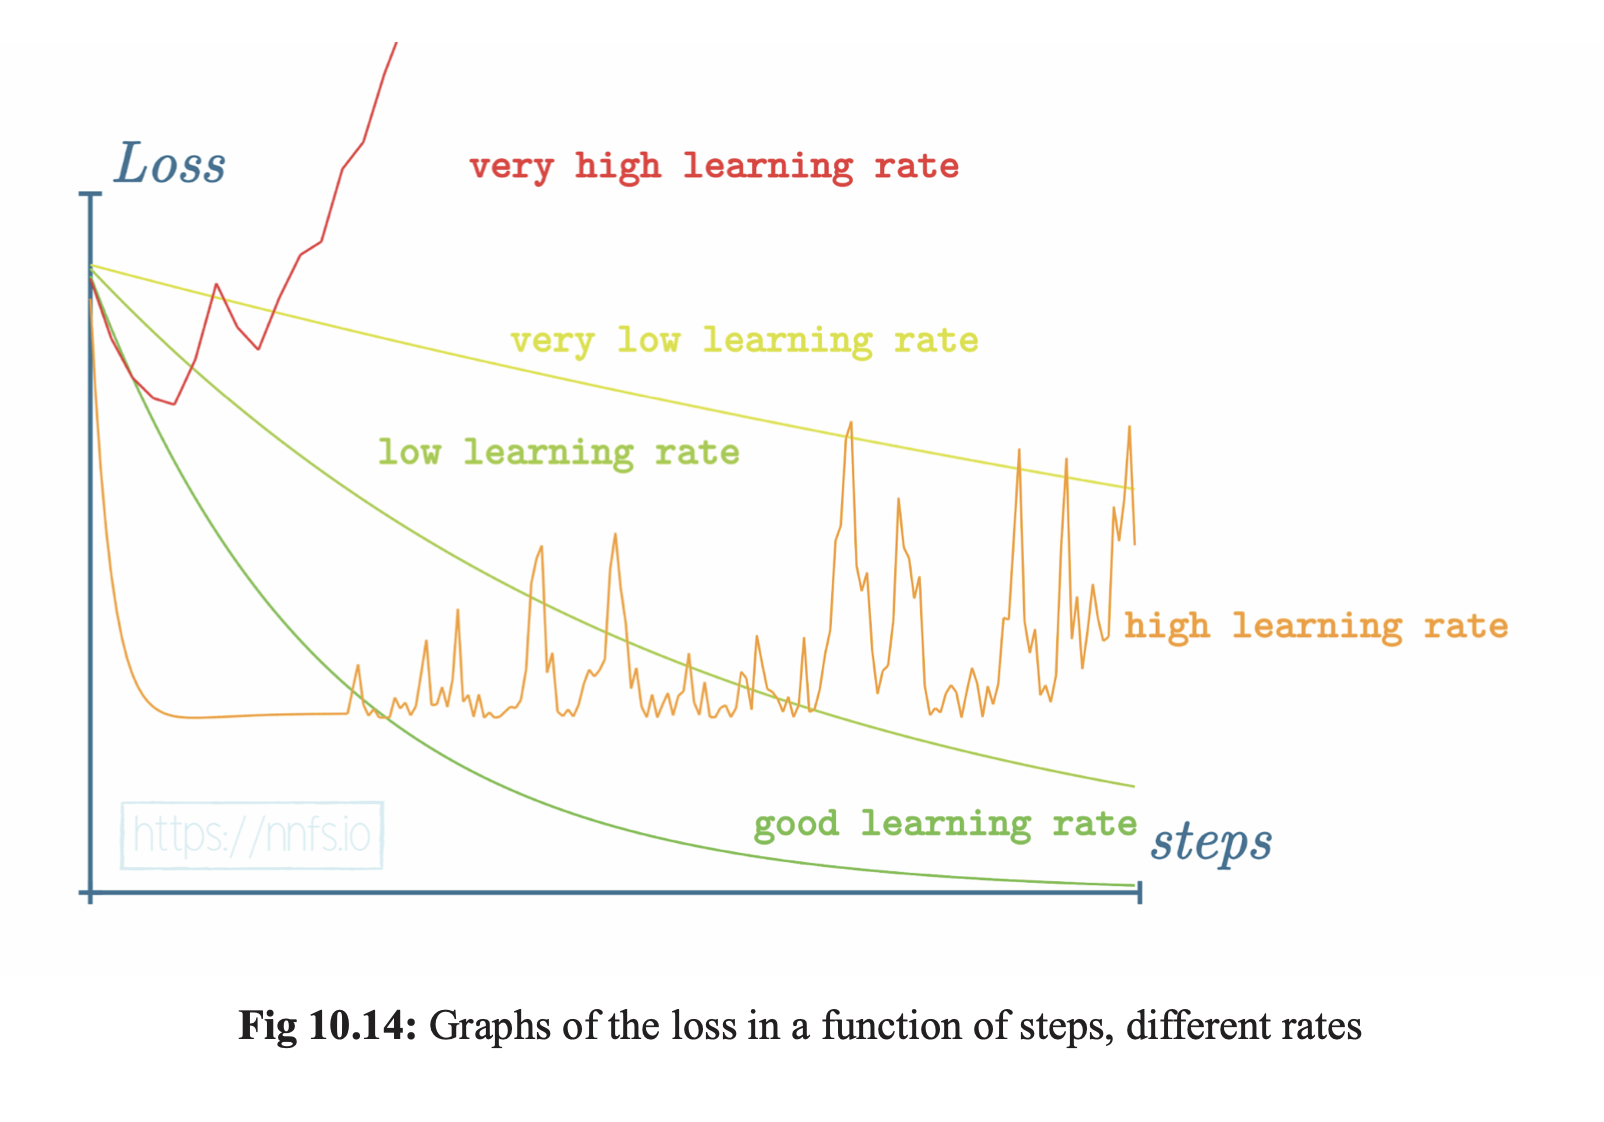 Loss
very high learning rate
very low learning rate
low learning rate
high learning rate
good learning rate
steps
https://nnfs.io
Fig 10.14: Graphs of the loss in a function of steps, different rates